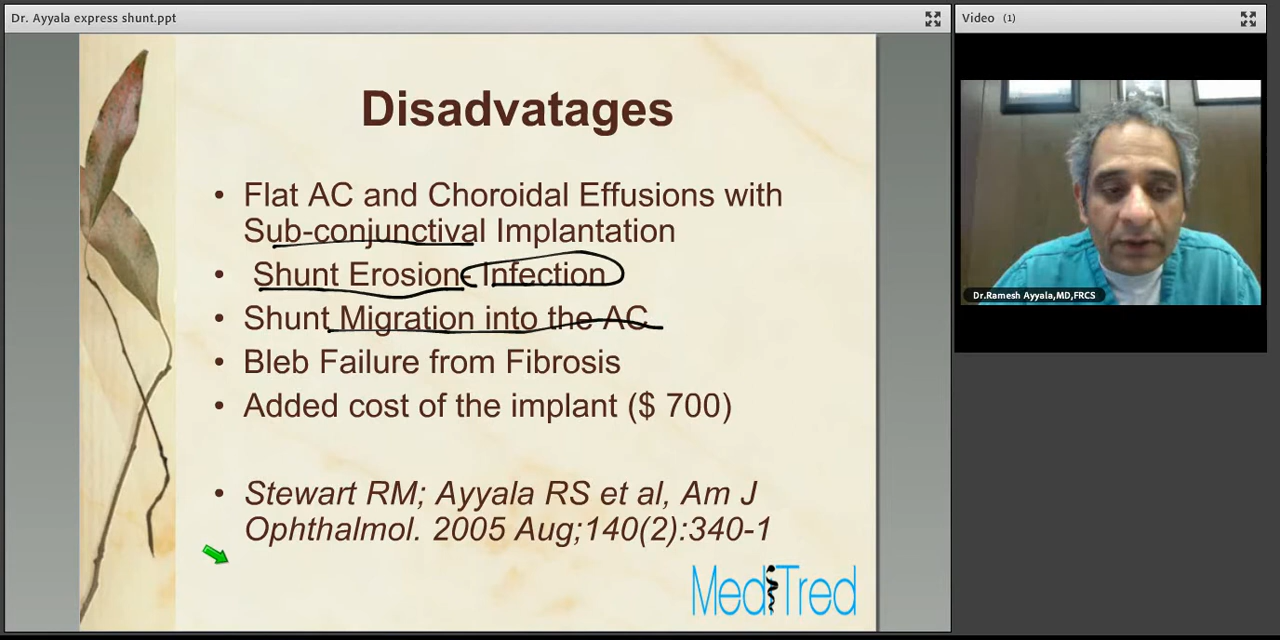 Dr. Ayyala express shunt.ppt
Video (1)
Disadvatages
• Flat AC and Choroidal Effusions with
Sub-conjunctival Implantation
• Shunt Erosion- Infection
• Shunt Migration into the AC
• Bleb Failure from Fibrosis
• Added cost of the implant ($ 700)
• Stewart RM; Ayyala RS et al, Am J
Ophthalmol. 2005 Aug;140(2):340-1
MediTred
Dr.Ramesh Ayyala,MD,FRCS